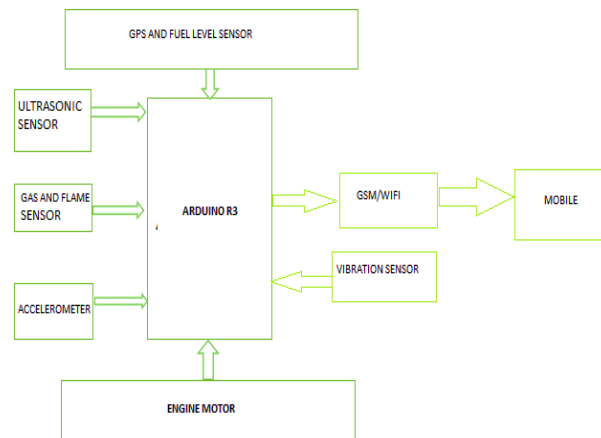 GPS AND FUEL LEVEL SENSOR
ULTRASONIC
SENSOR
GAS AND FLAME
SENSOR
ARDUINO R3
GSM/WIFI
MOBILE
VIBRATION SENSOR
ACCELEROMETER
ENGINE MOTOR